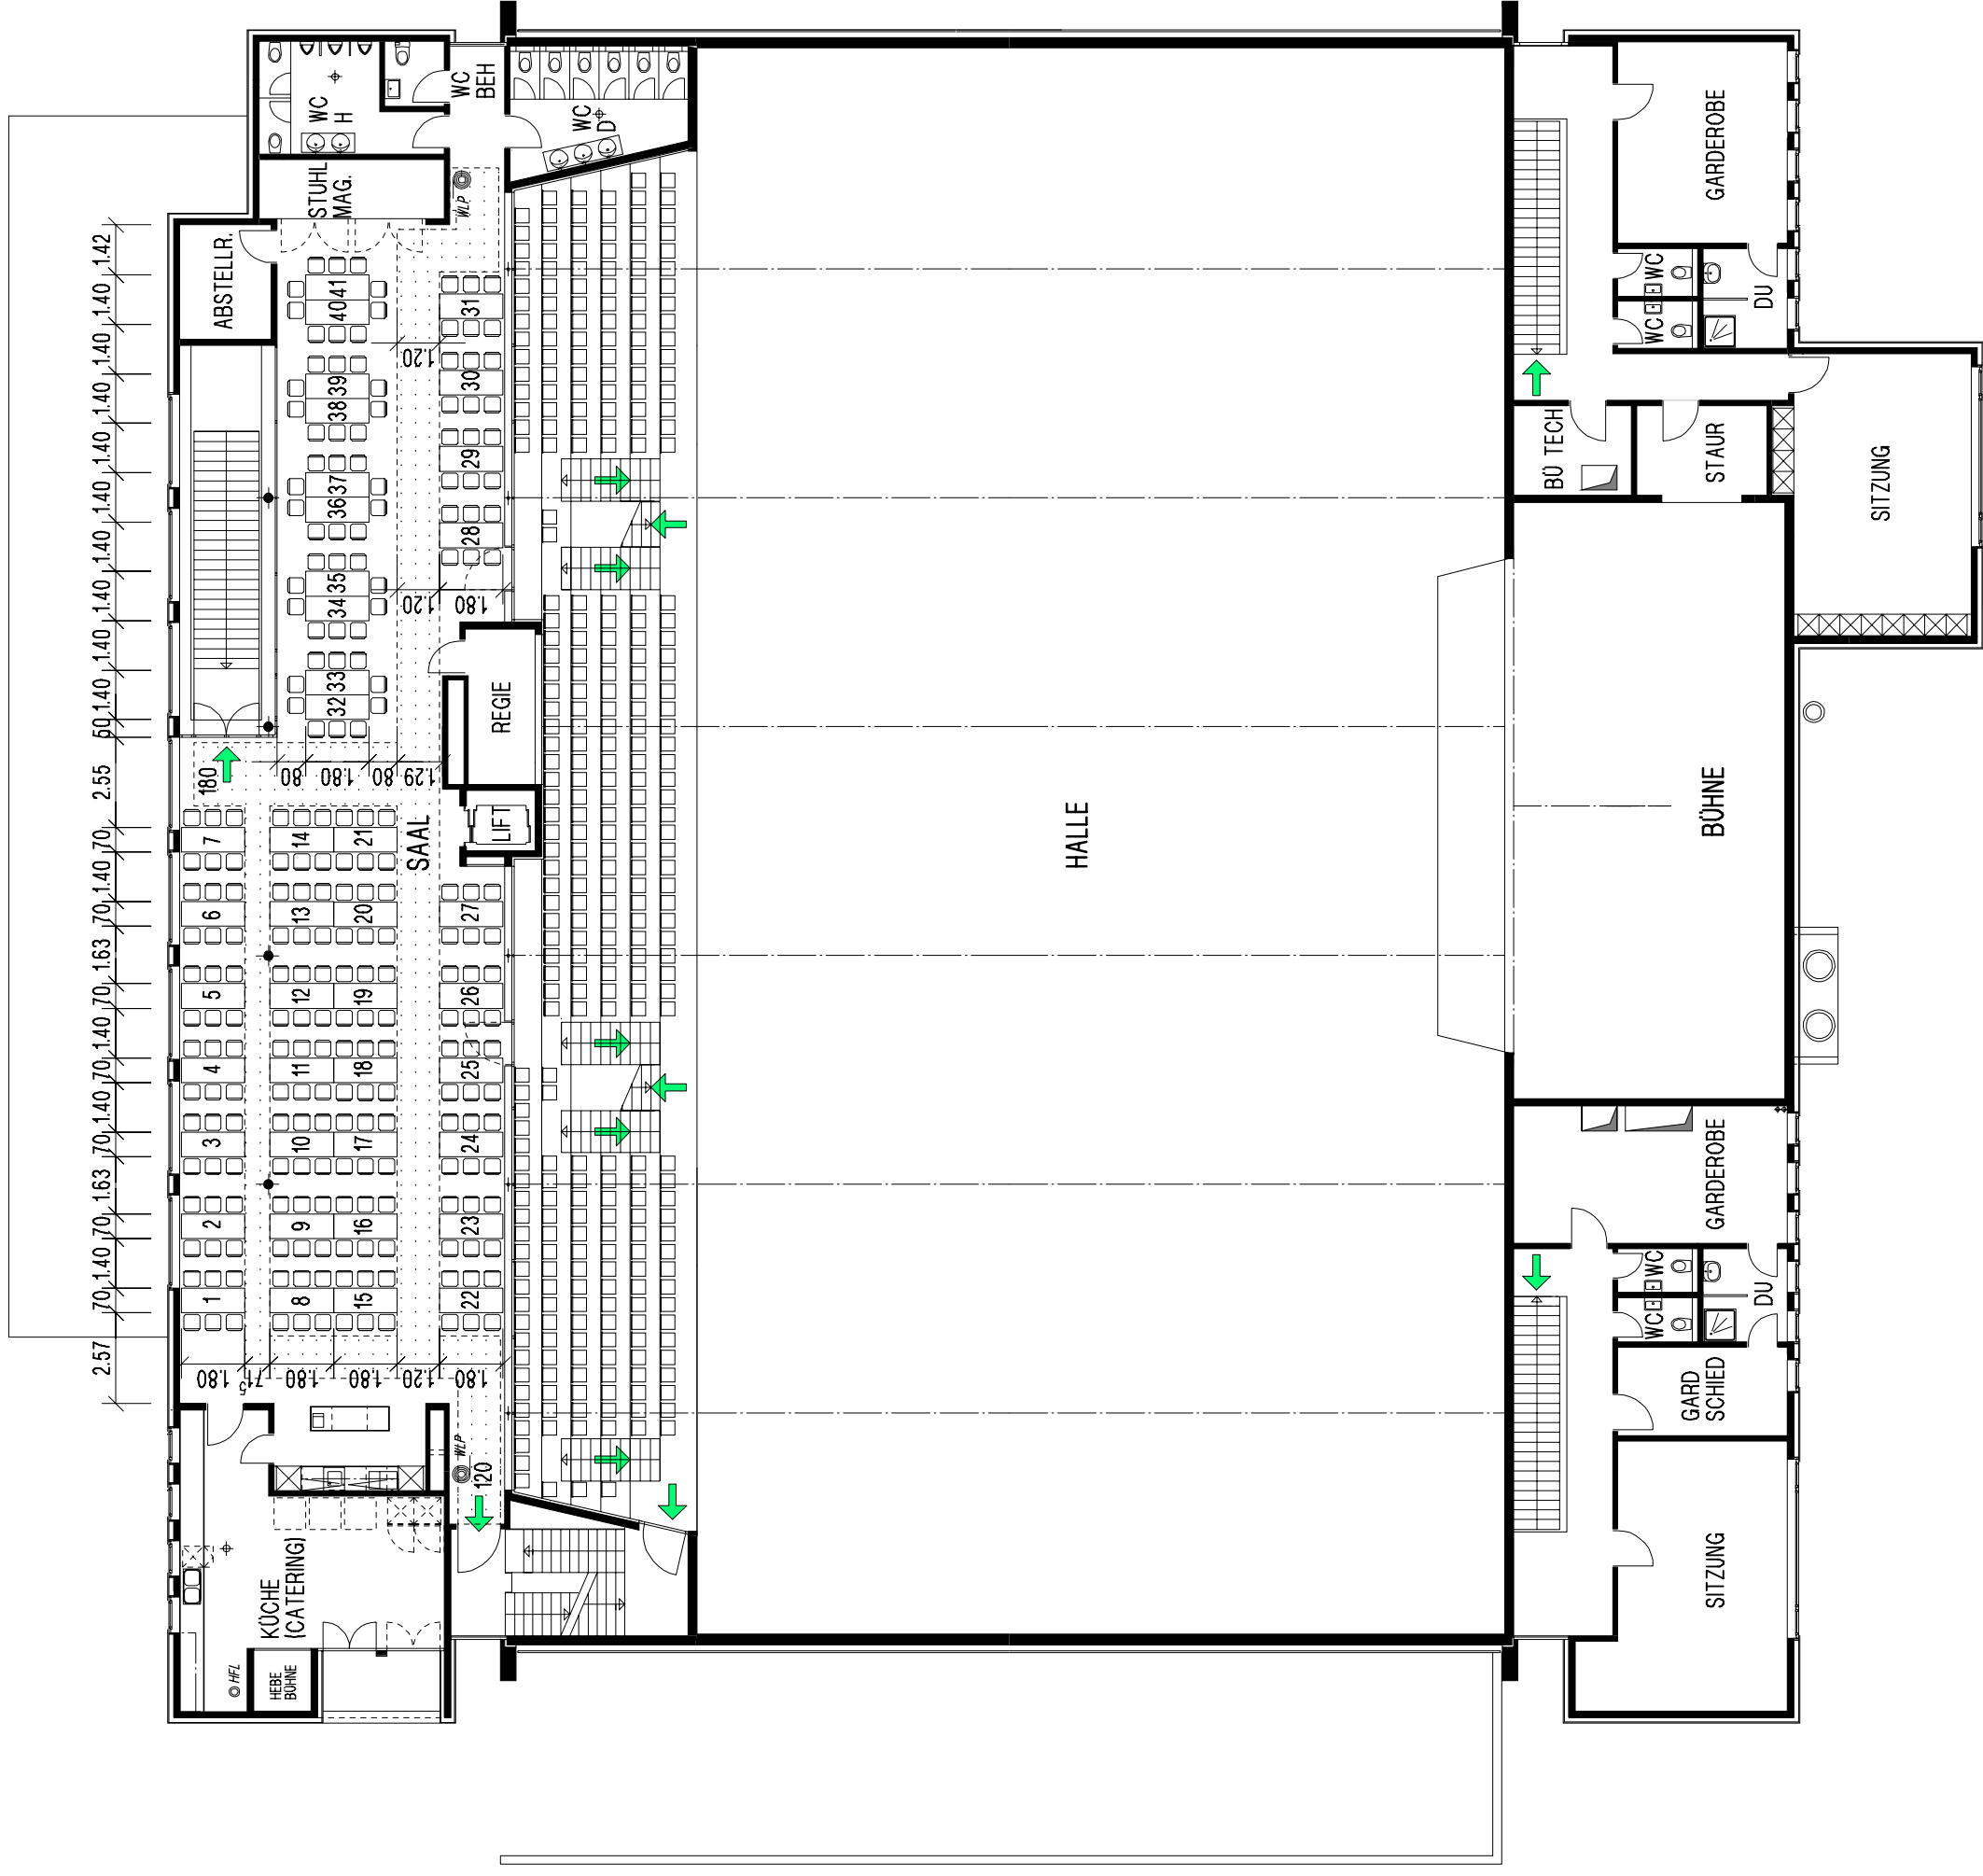 WC
H
WC
BEH
WC
D
STUHL
MAG.
WLP
ABSTELLR.
1.42
1.40
1.40
1.40
1.40
1.40
1.40
1.40
1.40
1.40
50
2.55
70
1.40
70
1.63
70
1.40
70
1.40
70
1.63
70
1.40
70
2.57
40 41
38 39
36 37
34 35
32 33
31
30
29
28
1.20
1.20
1.80
180
80
1.80
80
1.29
REGIE
LIFT
SAAL
7
14
21
6
13
20
27
5
12
19
26
4
11
18
25
3
10
17
24
2
9
16
23
1
8
15
22
1.80
71⁵
1.80
1.80
1.20
1.80
WLP
120
KÜCHE
(CATERING)
HFL
HEBE
BÜHNE
HALLE
BÜHNE
GARDEROBE
WC
WC
DU
BÜ TECH
STAUR
SITZUNG
GARDEROBE
WC
WC
DU
GARD
SCHIED
SITZUNG